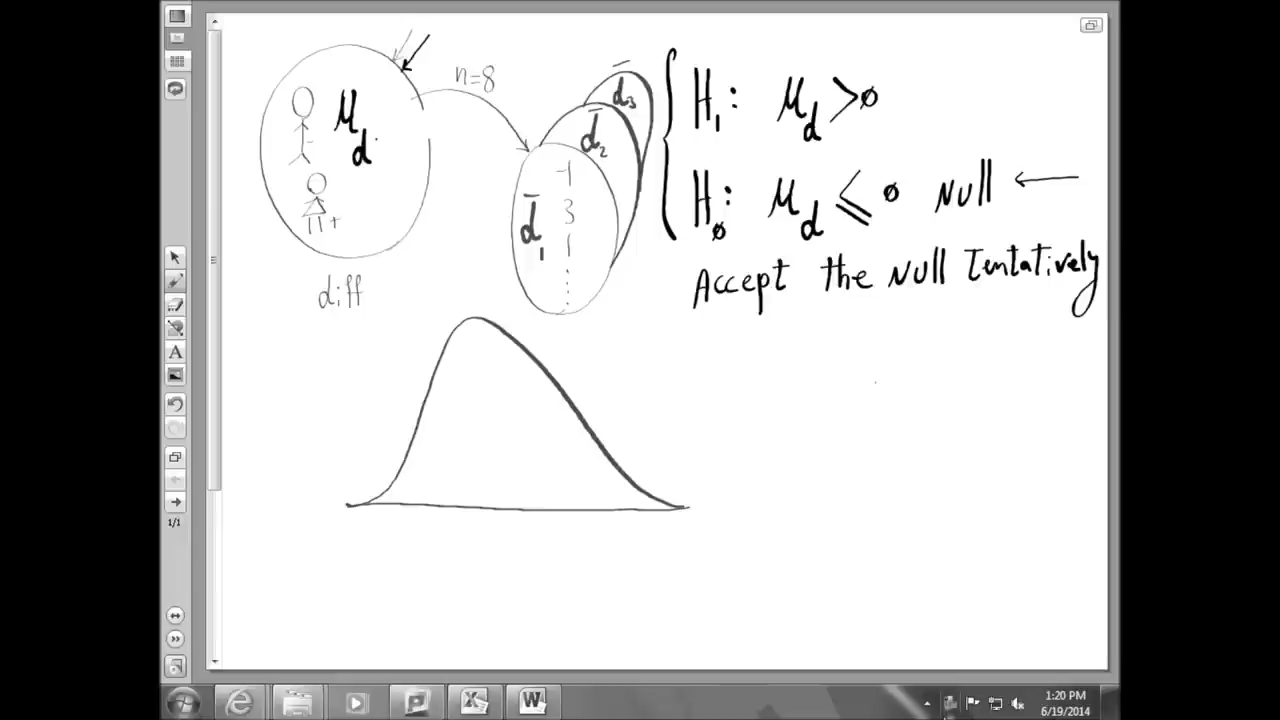 n=8
μd
d̄1
d̄2
d̄3
-1
3
1
diff
H1: μd >0
H0: μd ≤ 0 Null
Accept the Null Tentatively
A
1/1
1:20 PM
6/19/2014